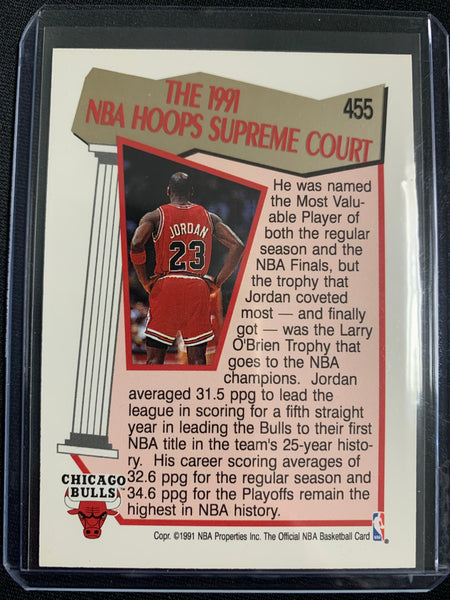 THE 1991
NBA HOOPS SUPREME COURT
455
JORDAN
23
He was named
the Most Valu-
able Player of
both the regular
season and the
NBA Finals, but
the trophy that
Jordan coveted
most — and finally
got — was the Larry
O'Brien Trophy that
goes to the NBA
champions. Jordan
averaged 31.5 ppg to lead the
league in scoring for a fifth straight
year in leading the Bulls to their first
NBA title in the team's 25-year histo-
ry. His career scoring averages of
32.6 ppg for the regular season and
34.6 ppg for the Playoffs remain the
highest in NBA history.
CHICAGO
BULLS™
Copr. ©1991 NBA Properties Inc. The Official NBA Basketball Card
NBA